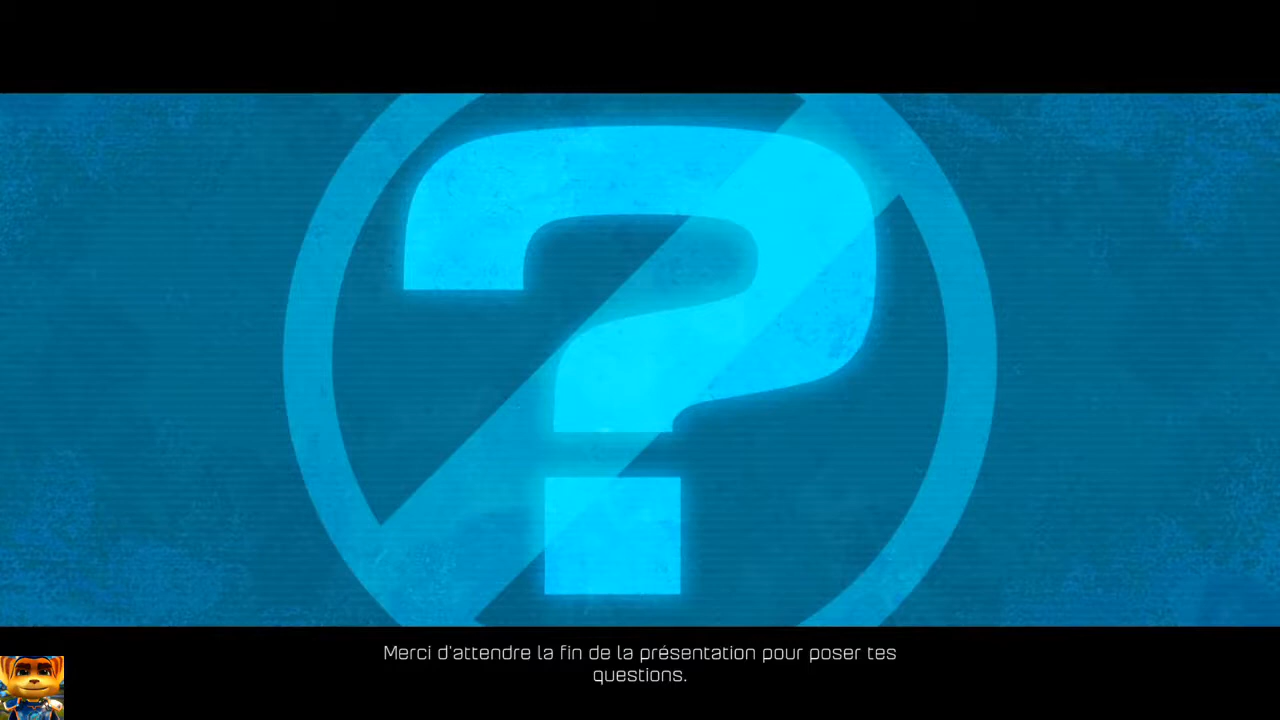 ?
Merci d'attendre la fin de la présentation pour poser tes
questions.